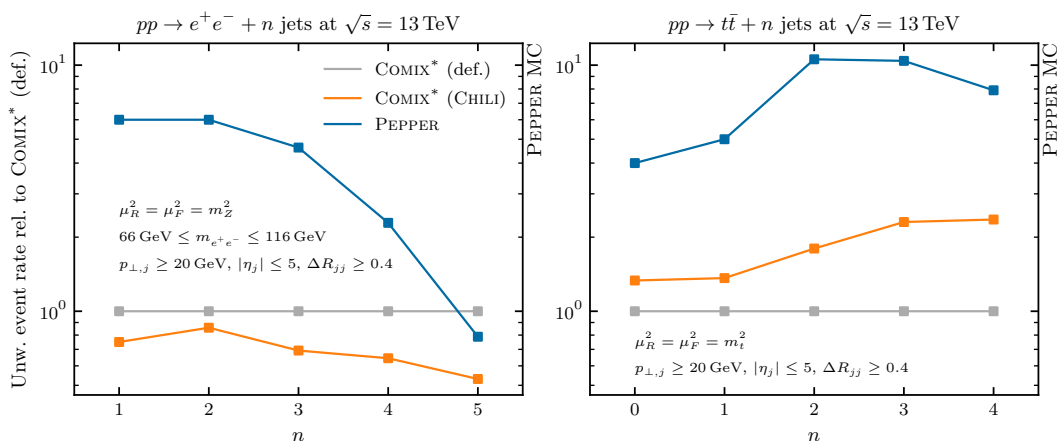 pp → e⁺e⁻ + n jets at √s = 13 TeV
Unw. event rate rel. to COMIX* (def.)
10¹
10⁰
COMIX* (def.)
COMIX* (CHILI)
PEPPER
μ²_R = μ²_F = m²_Z
66 GeV ≤ m_{e⁺e⁻} ≤ 116 GeV
p_{⊥,j} ≥ 20 GeV, |η_j| ≤ 5, ΔR_{jj} ≥ 0.4
1 2 3 4 5
n
PEPPER MC
pp → tt̄ + n jets at √s = 13 TeV
10¹
10⁰
μ²_R = μ²_F = m²_t
p_{⊥,j} ≥ 20 GeV, |η_j| ≤ 5, ΔR_{jj} ≥ 0.4
0 1 2 3 4
n
PEPPER MC